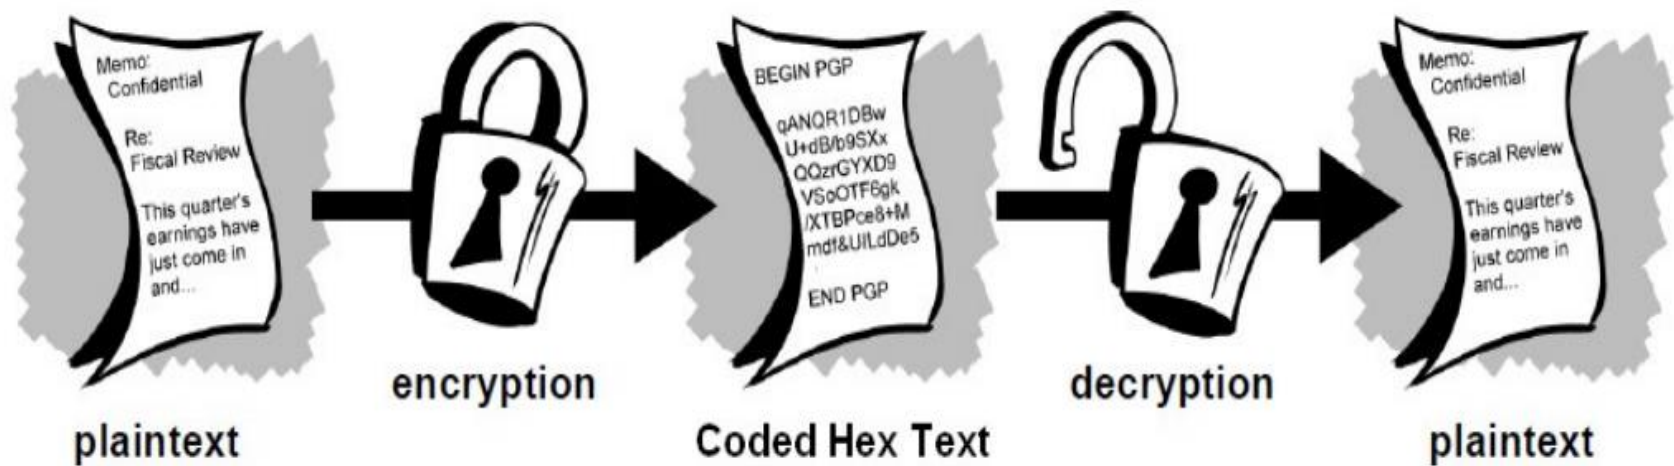 Memo:
Confidential
Re:
Fiscal Review
This quarter's
earnings have
just come in
and...
plaintext
encryption
BEGIN PGP
qANQR1DBw
U+dB/b9SXx
QQzrGYXD9
VSoOTF6gk
/XTBPce8+M
mdf&UILdDe5
.
END PGP
Coded Hex Text
decryption
Memo:
Confidential
Re:
Fiscal Review
This quarter's
earnings have
just come in
and...
plaintext